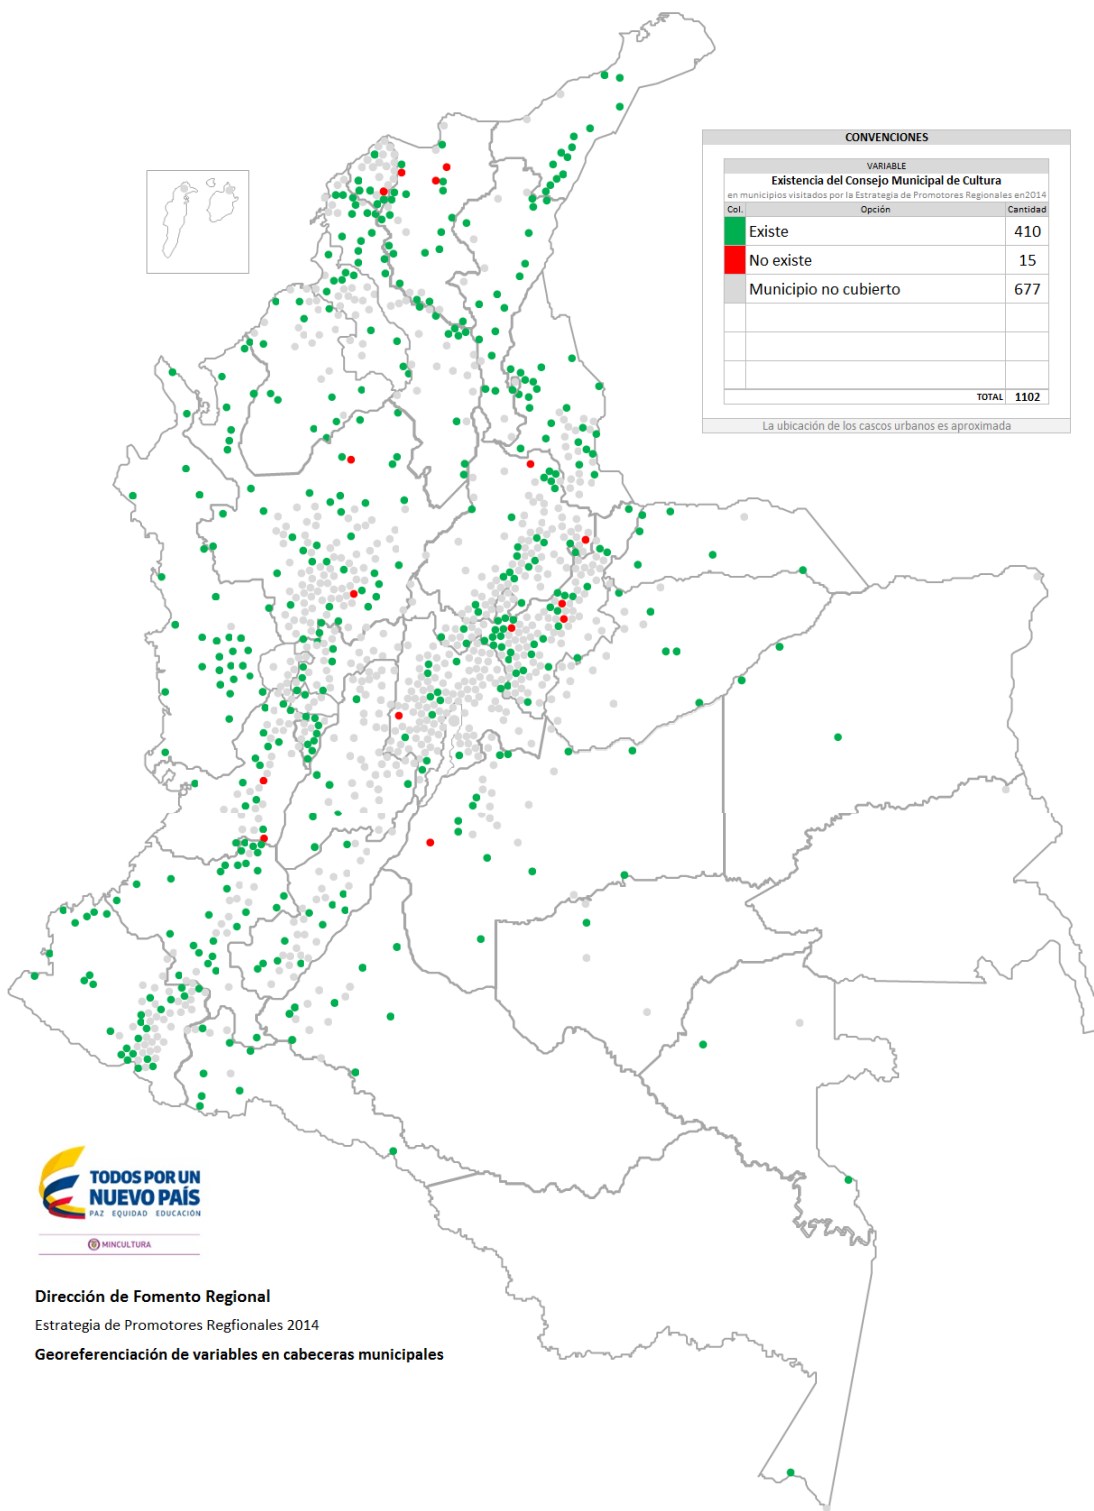 CONVENCIONES
VARIABLE
Existencia del Consejo Municipal de Cultura
en municipios visitados por la Estrategia de Promotores Regionales en2014
Col. Opción Cantidad
Existe 410
No existe 15
Municipio no cubierto 677
TOTAL 1102
La ubicación de los cascos urbanos es aproximada
TODOS POR UN
NUEVO PAÍS
PAZ EQUIDAD EDUCACIÓN
MINCULTURA
Dirección de Fomento Regional
Estrategia de Promotores Regfionales 2014
Georeferenciación de variables en cabeceras municipales